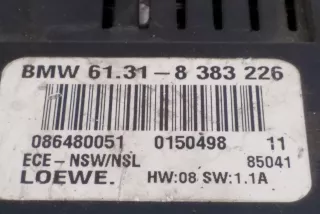 BMW 61.31-8 383 226
086480051 0150498 11
ECE-NSW/NSL 85041
LOEWE. HW:08 SW:1.1A